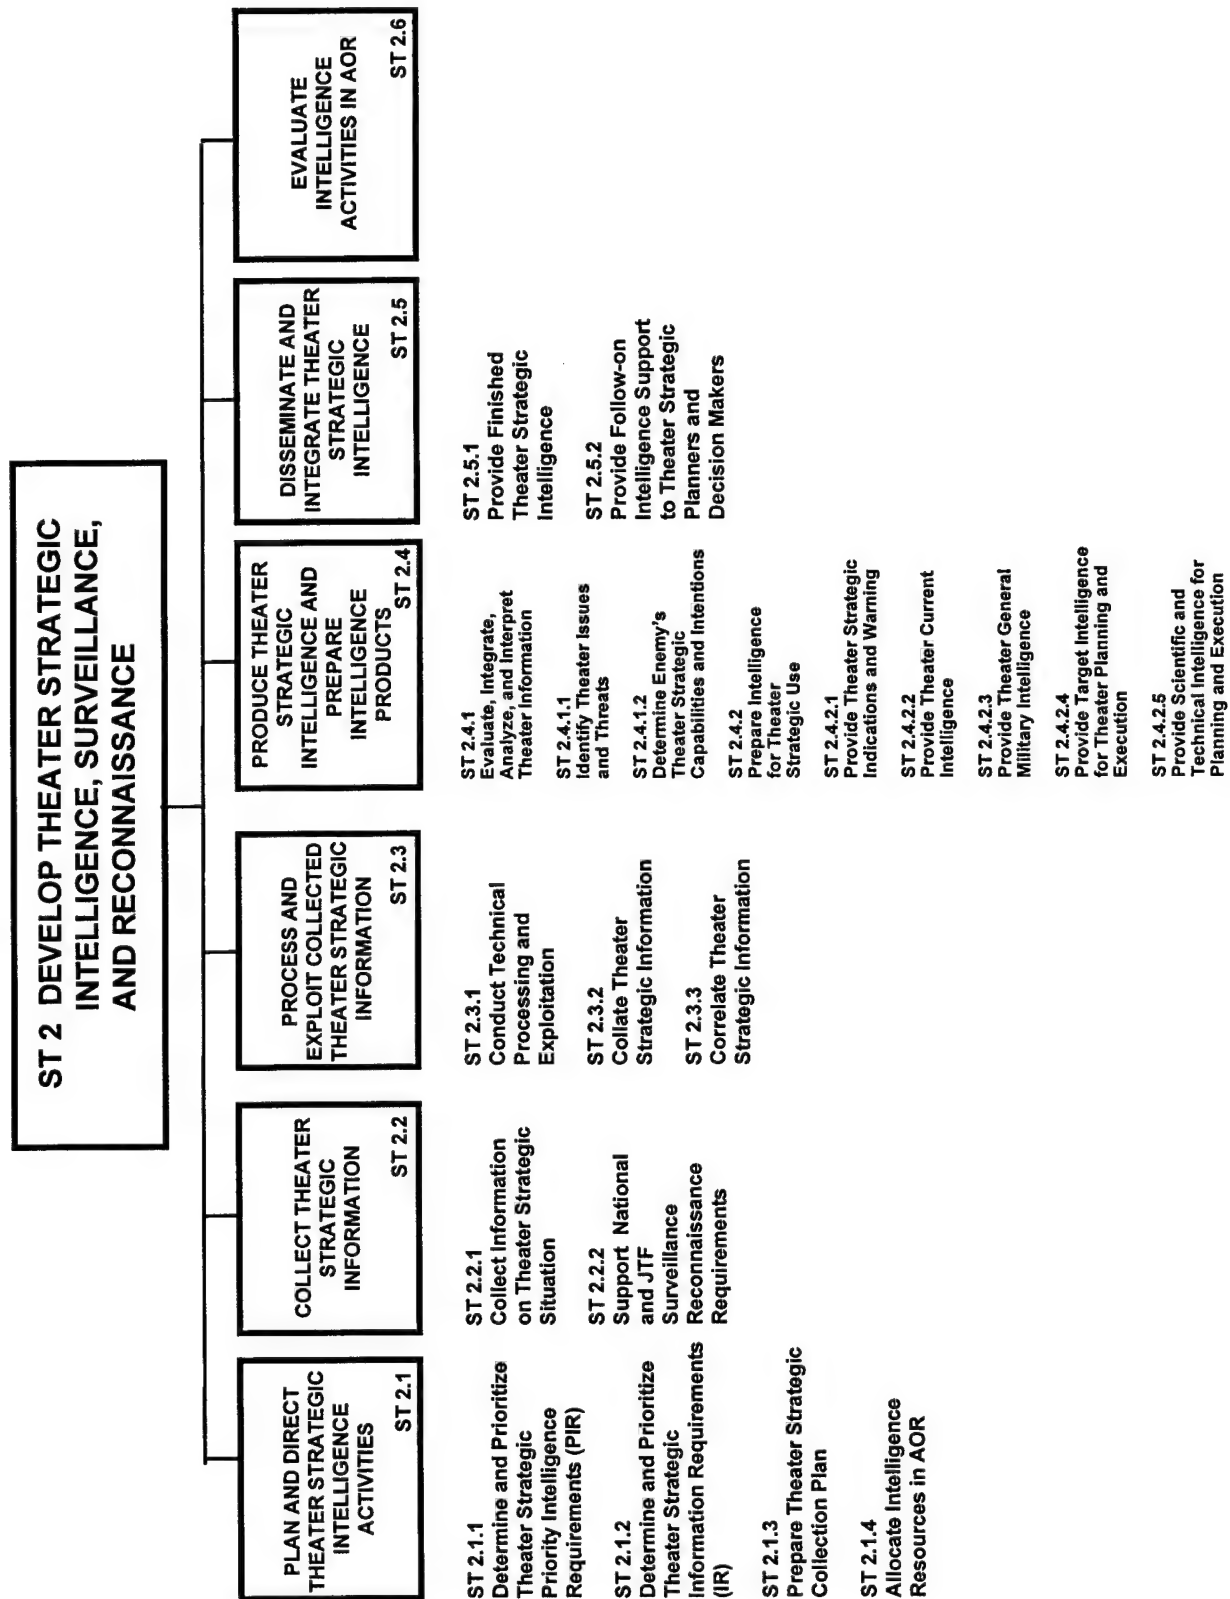 ST 2 DEVELOP THEATER STRATEGIC
INTELLIGENCE, SURVEILLANCE,
AND RECONNAISSANCE
PLAN AND DIRECT
THEATER STRATEGIC
INTELLIGENCE
ACTIVITIES
ST 2.1
ST 2.1.1
Determine and Prioritize
Theater Strategic
Priority Intelligence
Requirements (PIR)
ST 2.1.2
Determine and Prioritize
Theater Strategic
Information Requirements
(IR)
ST 2.1.3
Prepare Theater Strategic
Collection Plan
ST 2.1.4
Allocate Intelligence
Resources in AOR
COLLECT THEATER
STRATEGIC
INFORMATION
ST 2.2
ST 2.2.1
Collect Information
on Theater Strategic
Situation
ST 2.2.2
Support National
and JTF
Surveillance
Reconnaissance
Requirements
PROCESS AND
EXPLOIT COLLECTED
THEATER STRATEGIC
INFORMATION
ST 2.3
ST 2.3.1
Conduct Technical
Processing and
Exploitation
ST 2.3.2
Collate Theater
Strategic Information
ST 2.3.3
Correlate Theater
Strategic Information
PRODUCE THEATER
STRATEGIC
INTELLIGENCE AND
PREPARE
INTELLIGENCE
PRODUCTS
ST 2.4
ST 2.4.1
Evaluate, Integrate,
Analyze, and Interpret
Theater Information
ST 2.4.1.1
Identify Theater Issues
and Threats
ST 2.4.1.2
Determine Enemy's
Theater Strategic
Capabilities and Intentions
ST 2.4.2
Prepare Intelligence
for Theater
Strategic Use
ST 2.4.2.1
Provide Theater Strategic
Indications and Warning
ST 2.4.2.2
Provide Theater Current
Intelligence
ST 2.4.2.3
Provide Theater General
Military Intelligence
ST 2.4.2.4
Provide Target Intelligence
for Theater Planning and
Execution
ST 2.4.2.5
Provide Scientific and
Technical Intelligence for
Planning and Execution
DISSEMINATE AND
INTEGRATE THEATER
STRATEGIC
INTELLIGENCE
ST 2.5
ST 2.5.1
Provide Finished
Theater Strategic
Intelligence
ST 2.5.2
Provide Follow-on
Intelligence Support
to Theater Strategic
Planners and
Decision Makers
EVALUATE
INTELLIGENCE
ACTIVITIES IN AOR
ST 2.6